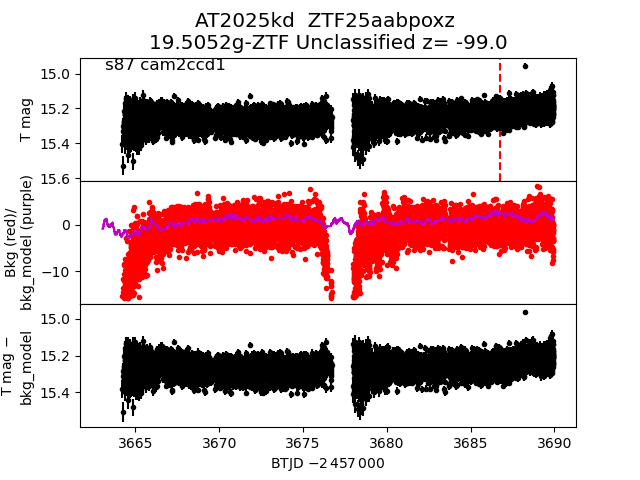 AT2025kd  ZTF25aabpoxz
19.5052g-ZTF Unclassified z= -99.0
s87 cam2ccd1
T mag
15.0
15.2
15.4
15.6
Bkg (red)/
bkg_model (purple)
0
−10
T mag −
bkg_model
15.0
15.2
15.4
3665
3670
3675
3680
3685
3690
BTJD −2 457 000